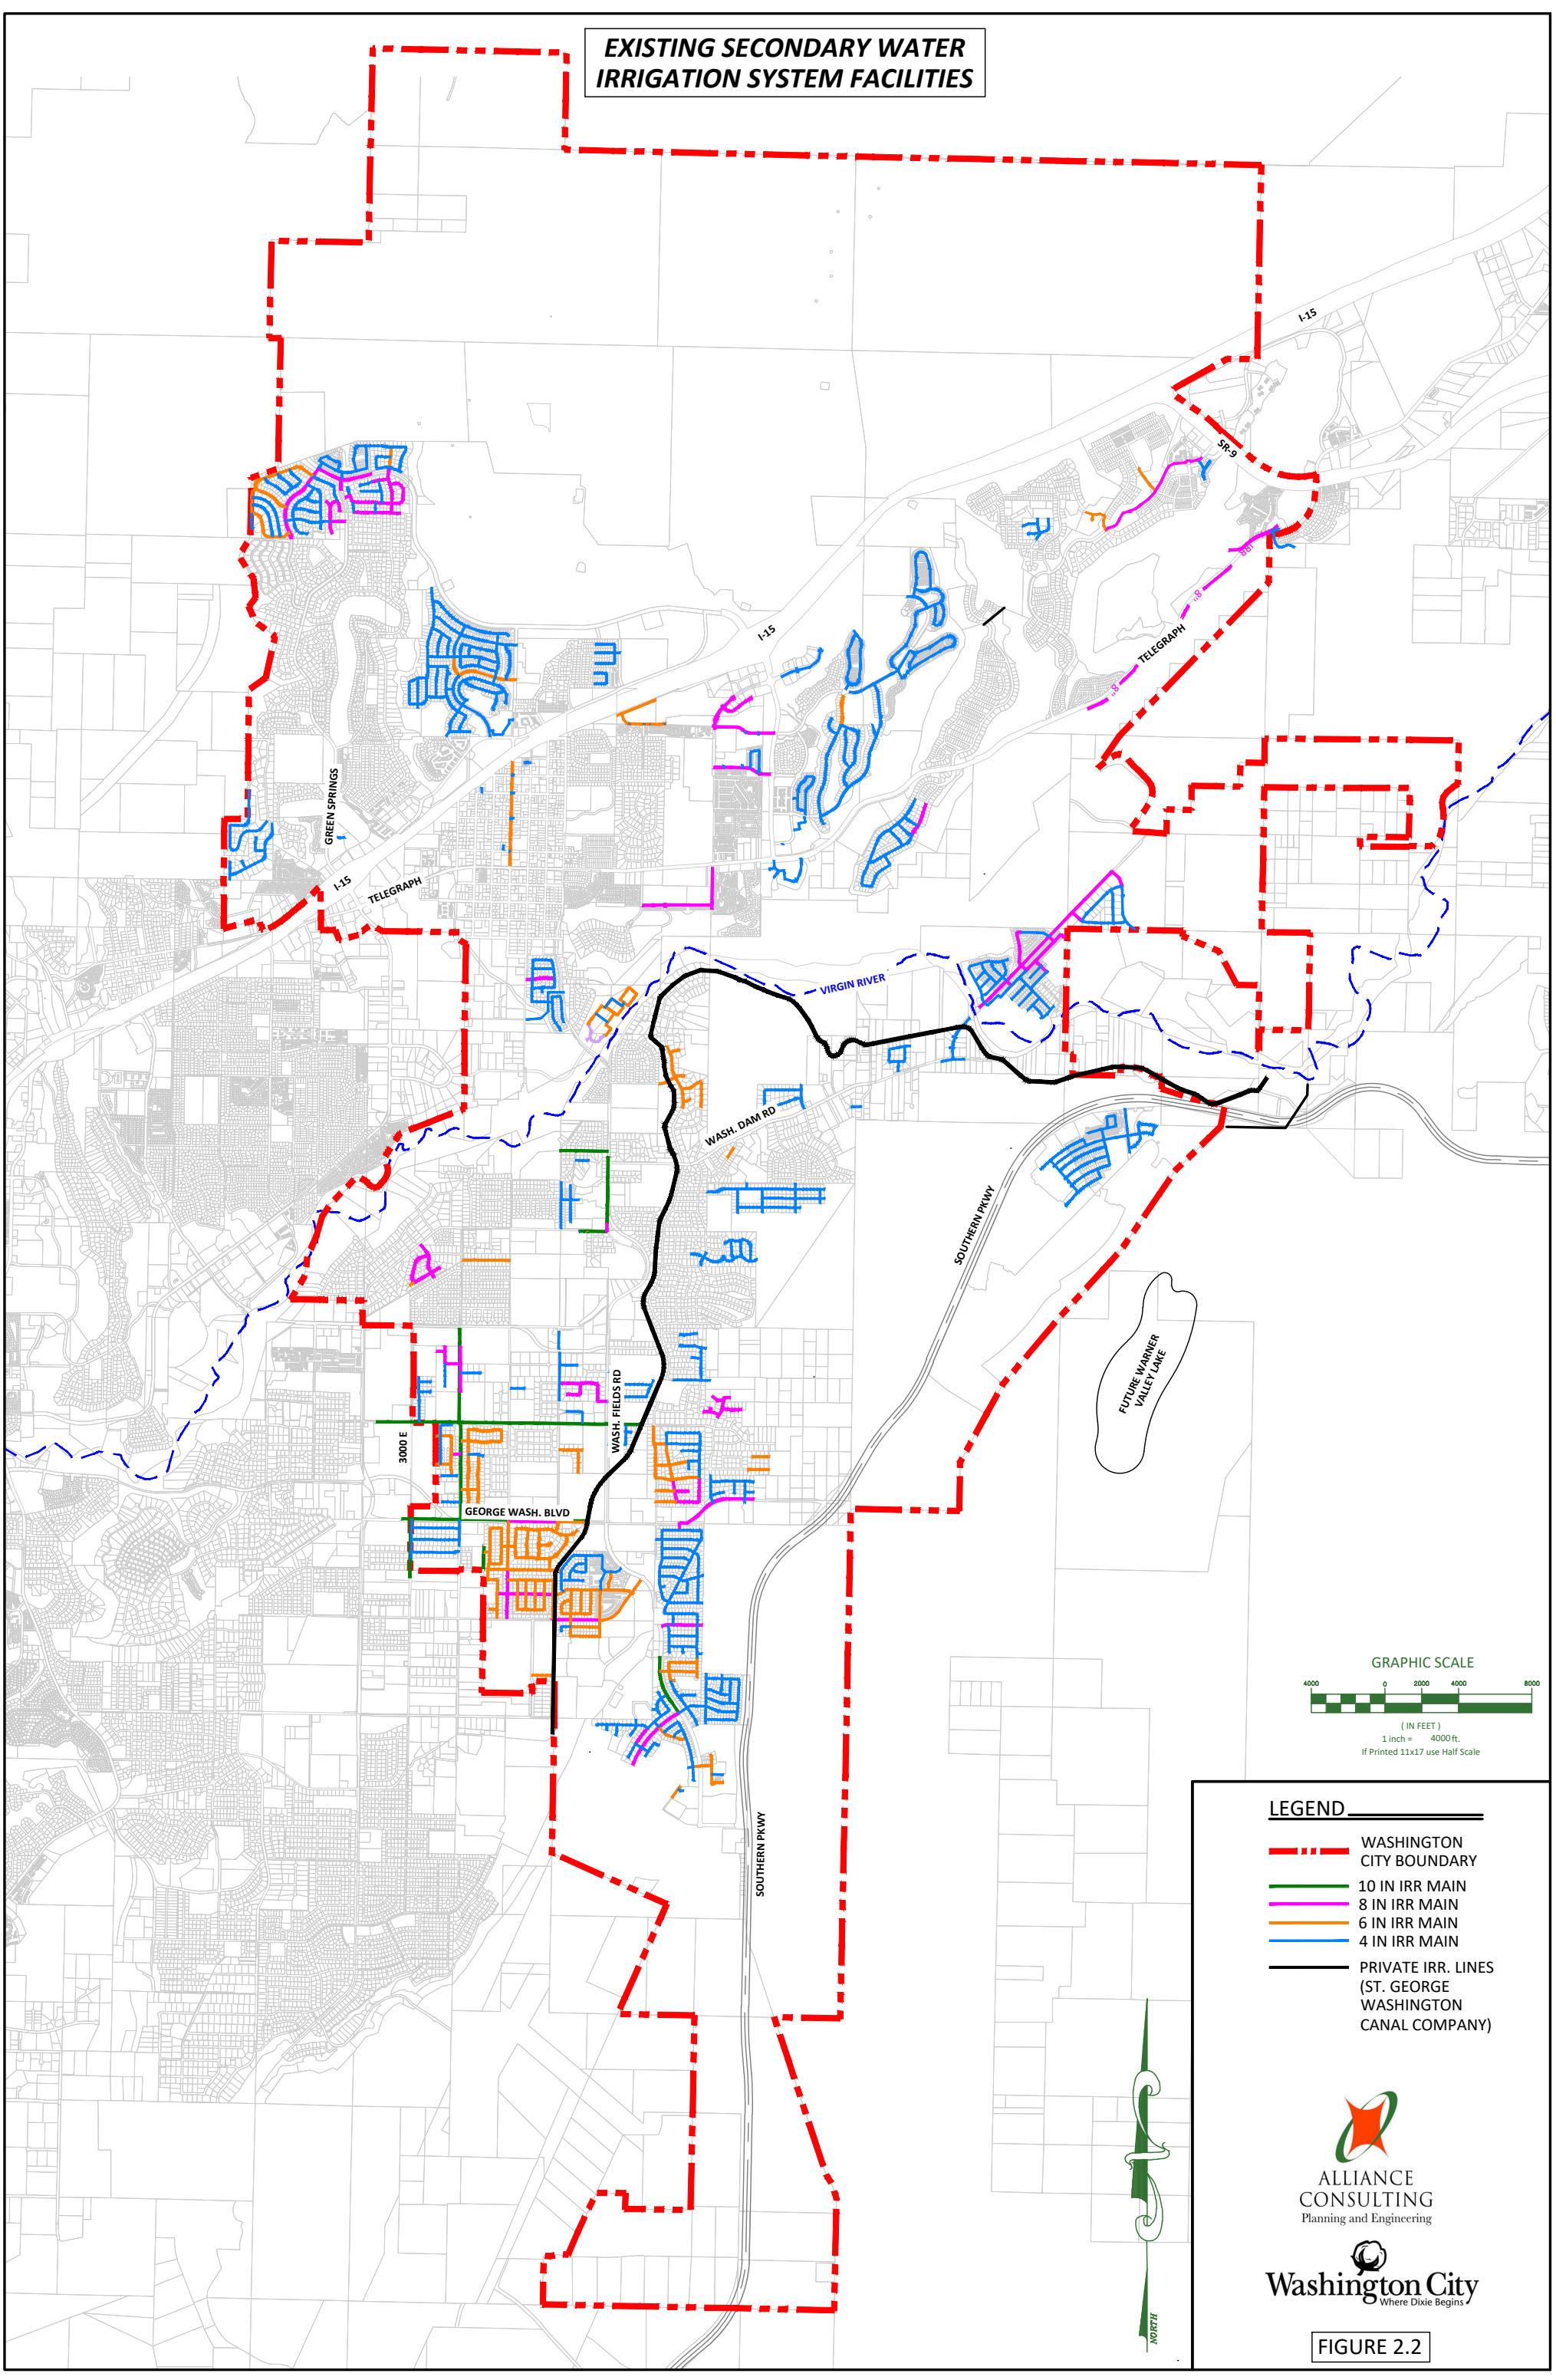 EXISTING SECONDARY WATER
IRRIGATION SYSTEM FACILITIES
I-15
SR-9
8"
I-15
TELEGRAPH
8"
GREEN SPRINGS
I-15
TELEGRAPH
VIRGIN RIVER
WASH. DAM RD
SOUTHERN PKWY
FUTURE WARNER
VALLEY LAKE
WASH. FIELDS RD
3000 E
GEORGE WASH. BLVD
SOUTHERN PKWY
GRAPHIC SCALE
4000 0 2000 4000 8000
( IN FEET )
1 inch = 4000 ft.
If Printed 11x17 use Half Scale
LEGEND
WASHINGTON
CITY BOUNDARY
10 IN IRR MAIN
8 IN IRR MAIN
6 IN IRR MAIN
4 IN IRR MAIN
PRIVATE IRR. LINES
(ST. GEORGE
WASHINGTON
CANAL COMPANY)
ALLIANCE
CONSULTING
Planning and Engineering
Washington City
Where Dixie Begins
NORTH
FIGURE 2.2